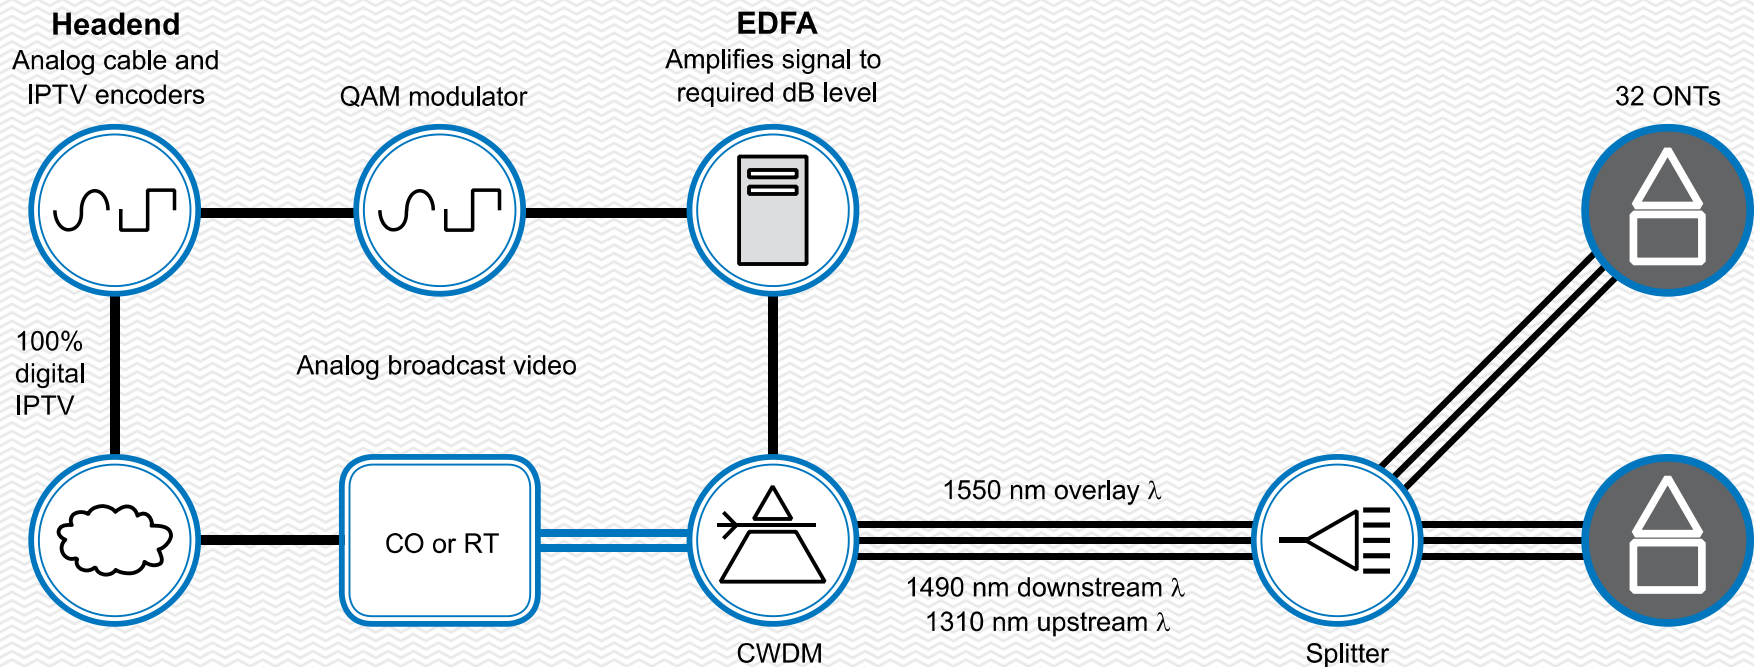 Headend
Analog cable and
IPTV encoders
QAM modulator
EDFA
Amplifies signal to
required dB level
32 ONTs
100%
digital
IPTV
Analog broadcast video
CO or RT
CWDM
1550 nm overlay λ
1490 nm downstream λ
1310 nm upstream λ
Splitter